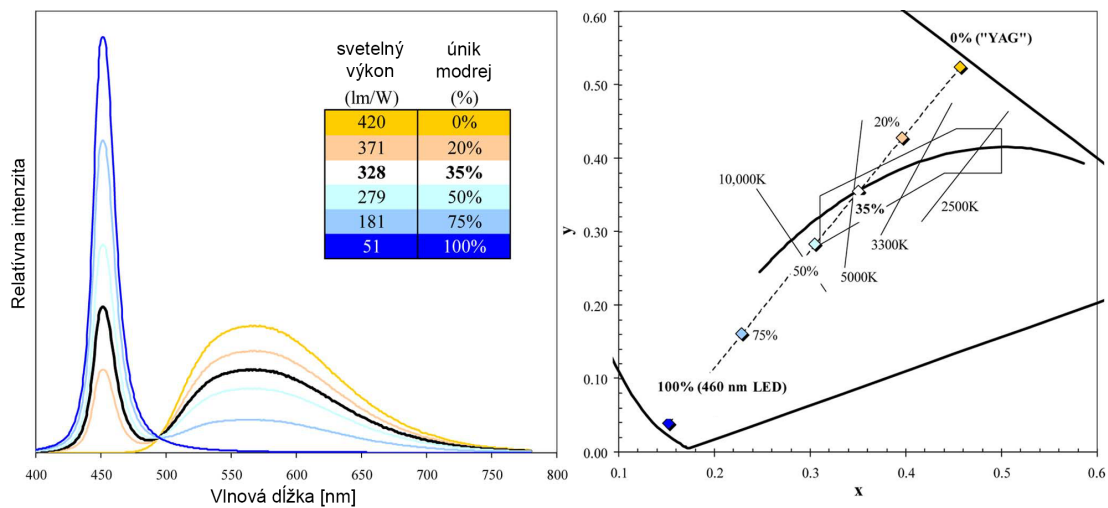 svetelný únik
výkon modrej
(lm/W) (%)
420 0%
371 20%
328 35%
279 50%
181 75%
51 100%
Relatívna intenzita
400 450 500 550 600 650 700 750 800
Vlnová dĺžka [nm]
0.60
0.50
0.40
0.30
0.20
0.10
0.00
y
0% ("YAG")
20%
10,000K
35%
2500K
3300K
50%
5000K
75%
100% (460 nm LED)
0.1 0.2 0.3 0.4 0.5 0.6
x